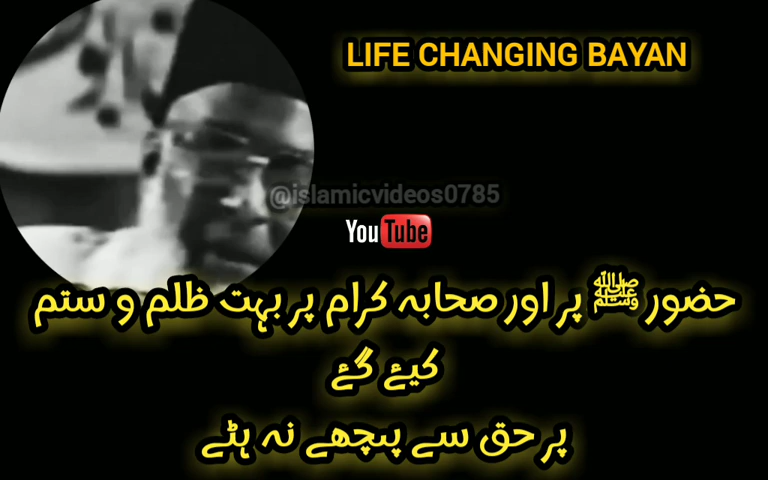 LIFE CHANGING BAYAN
@islamicvideos0785
YouTube
حضور ﷺ پر اور صحابہ کرام پر بہت ظلم و ستم
کیئے گئے
پر حق سے پیچھے نہ ہٹے